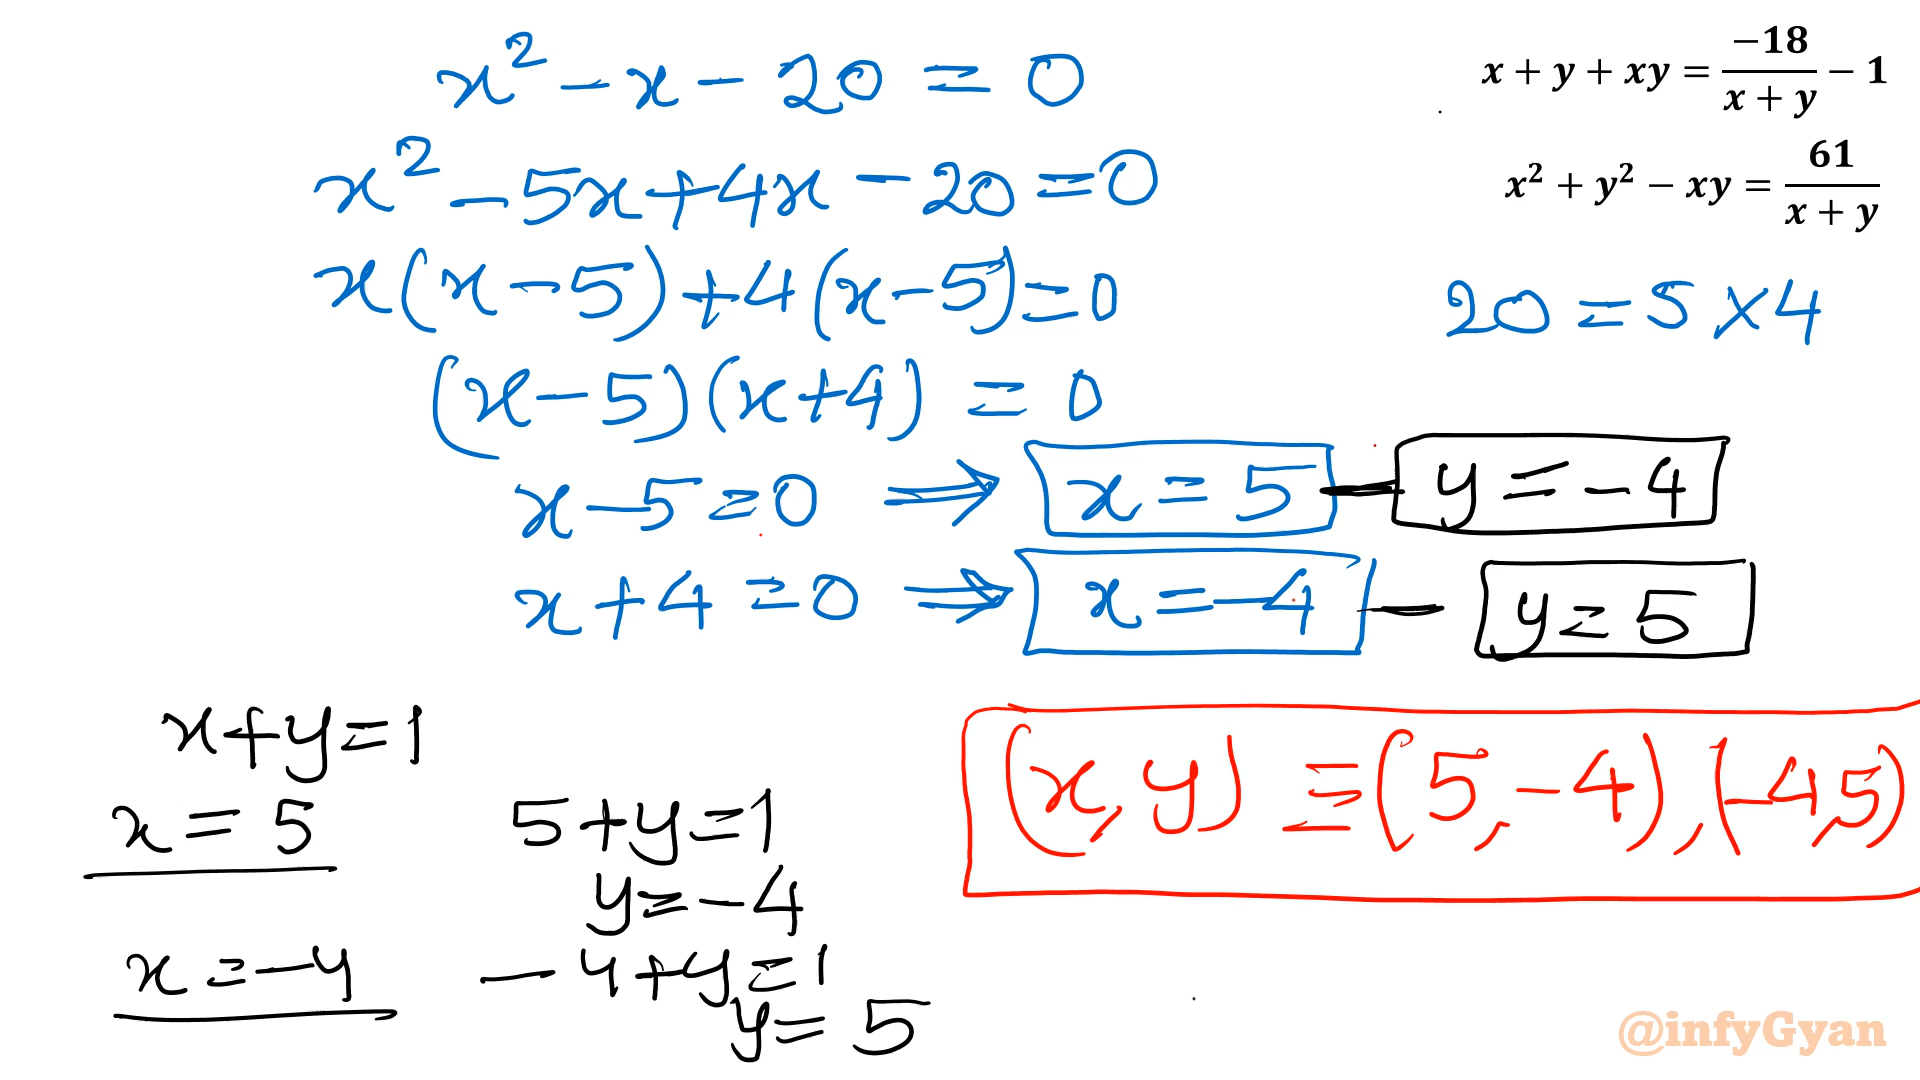 x² - x - 20 = 0
x² - 5x + 4x - 20 = 0
x(x - 5) + 4(x - 5) = 0
(x - 5)(x + 4) = 0
x - 5 = 0 ⇒ x = 5 — y = -4
x + 4 = 0 ⇒ x = -4 — y = 5
x + y + xy = -18/(x + y) - 1
x² + y² - xy = 61/(x + y)
20 = 5 × 4
x + y = 1
x = 5
5 + y = 1
y = -4
x = -4
-4 + y = 1
y = 5
(x, y) ≡ (5, -4), (-4, 5)
@infyGyan